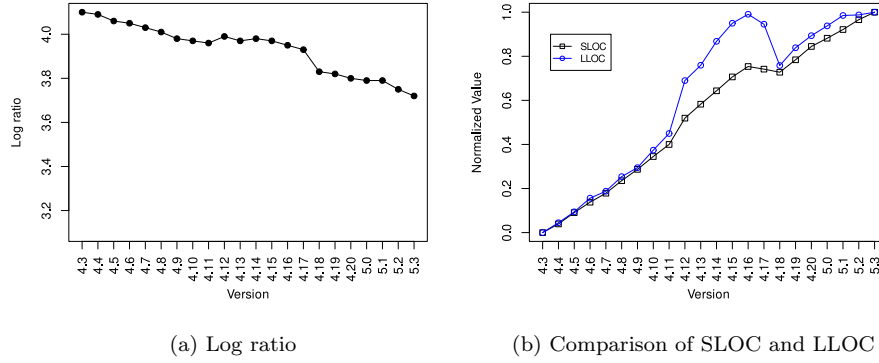 Log ratio
4.0
3.8
3.6
3.4
3.2
4.3 4.4 4.5 4.6 4.7 4.8 4.9 4.10 4.11 4.12 4.13 4.14 4.15 4.16 4.17 4.18 4.19 4.20 5.0 5.1 5.2 5.3
Version
(a) Log ratio
Normalized Value
1.0
0.8
0.6
0.4
0.2
0.0
SLOC
LLOC
4.3 4.4 4.5 4.6 4.7 4.8 4.9 4.10 4.11 4.12 4.13 4.14 4.15 4.16 4.17 4.18 4.19 4.20 5.0 5.1 5.2 5.3
Version
(b) Comparison of SLOC and LLOC